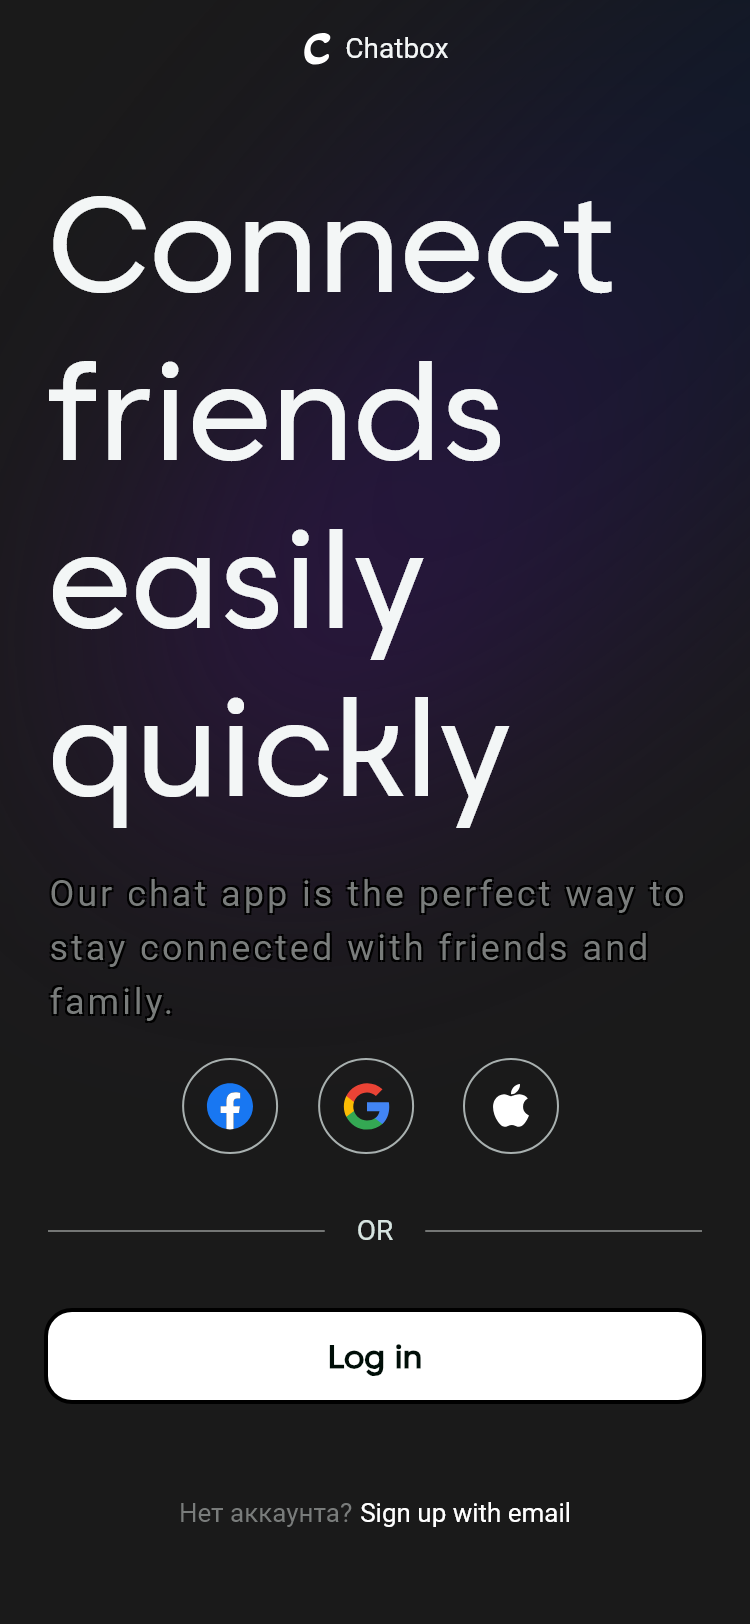 Chatbox
Connect
friends
easily
quickly
Our chat app is the perfect way to
stay connected with friends and
family.
OR
Log in
Нет аккаунта? Sign up with email